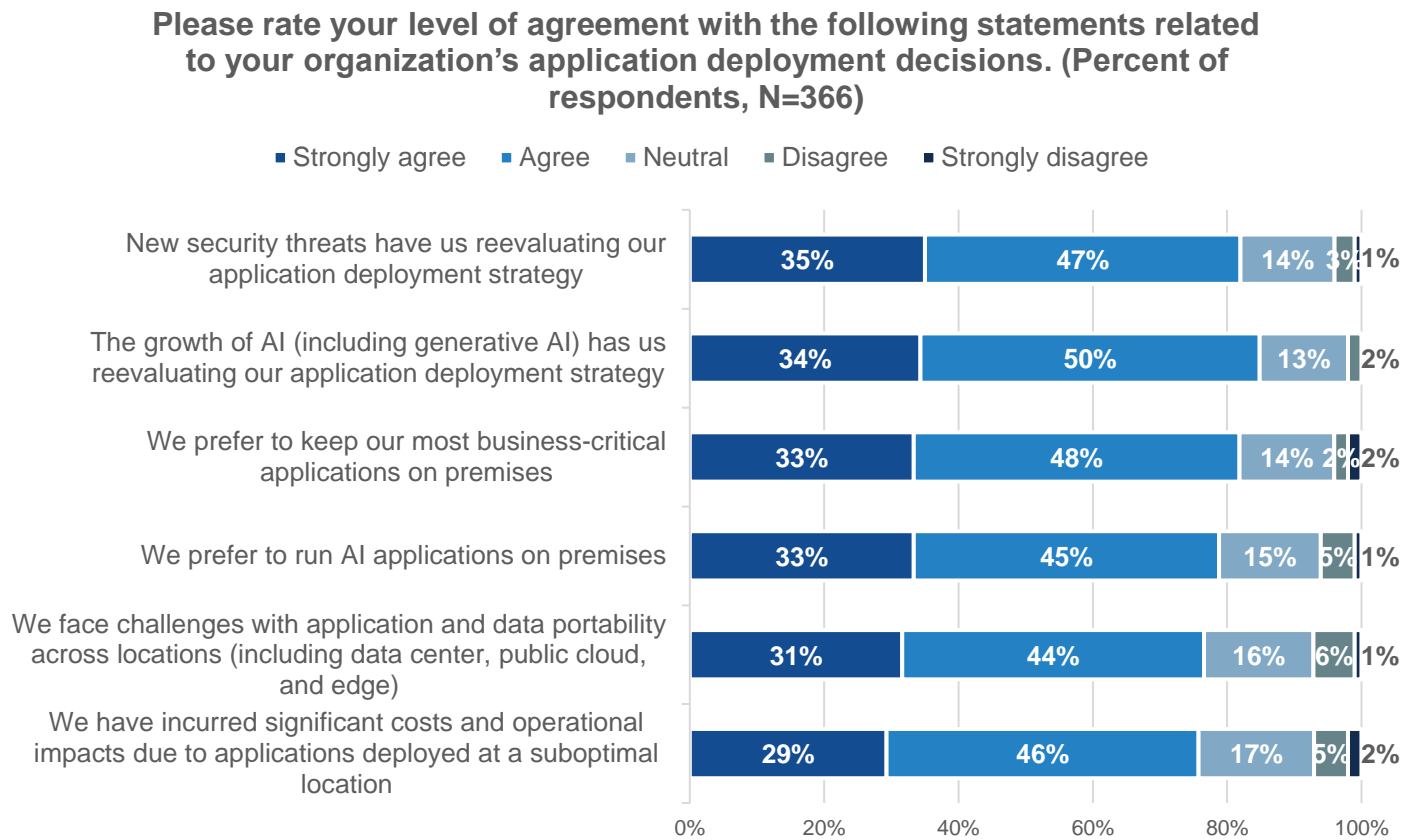 Please rate your level of agreement with the following statements related
to your organization’s application deployment decisions. (Percent of
respondents, N=366)
Strongly agree Agree Neutral Disagree Strongly disagree
New security threats have us reevaluating our
application deployment strategy
35% 47% 14% 3% 1%
The growth of AI (including generative AI) has us
reevaluating our application deployment strategy
34% 50% 13% 2%
We prefer to keep our most business-critical
applications on premises
33% 48% 14% 2% 2%
We prefer to run AI applications on premises
33% 45% 15% 5% 1%
We face challenges with application and data portability
across locations (including data center, public cloud,
and edge)
31% 44% 16% 6% 1%
We have incurred significant costs and operational
impacts due to applications deployed at a suboptimal
location
29% 46% 17% 5% 2%
0% 20% 40% 60% 80% 100%